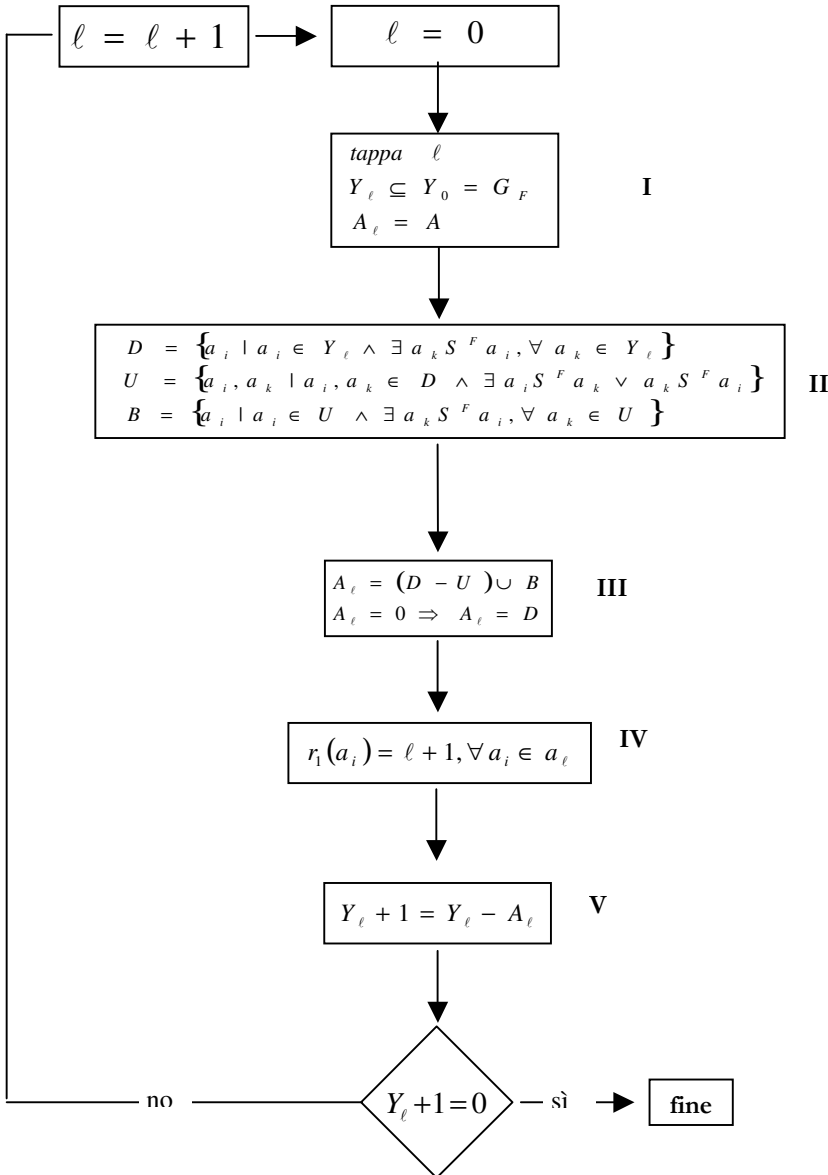 ℓ = ℓ + 1
ℓ = 0
tappa ℓ
Y_ℓ ⊆ Y_0 = G_F
A_ℓ = A
I
D = {a_i | a_i ∈ Y_ℓ ∧ ∃ a_k S^F a_i, ∀ a_k ∈ Y_ℓ}
U = {a_i, a_k | a_i, a_k ∈ D ∧ ∃ a_i S^F a_k ∨ a_k S^F a_i}
B = {a_i | a_i ∈ U ∧ ∃ a_k S^F a_i, ∀ a_k ∈ U}
II
A_ℓ = (D − U) ∪ B
A_ℓ = 0 ⇒ A_ℓ = D
III
r_1(a_i) = ℓ + 1, ∀ a_i ∈ a_ℓ
IV
Y_ℓ + 1 = Y_ℓ − A_ℓ
V
Y_ℓ + 1 = 0
no
sì
fine